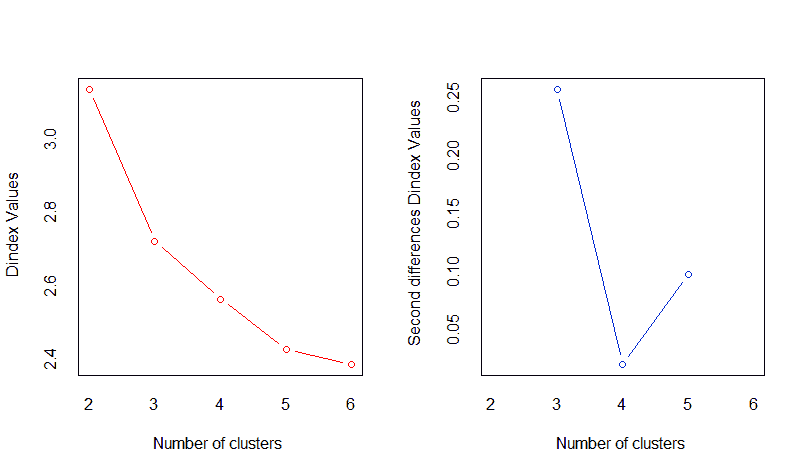 Dindex Values
3.0
2.8
2.6
2.4
2 3 4 5 6
Number of clusters
Second differences Dindex Values
0.25
0.20
0.15
0.10
0.05
2 3 4 5 6
Number of clusters